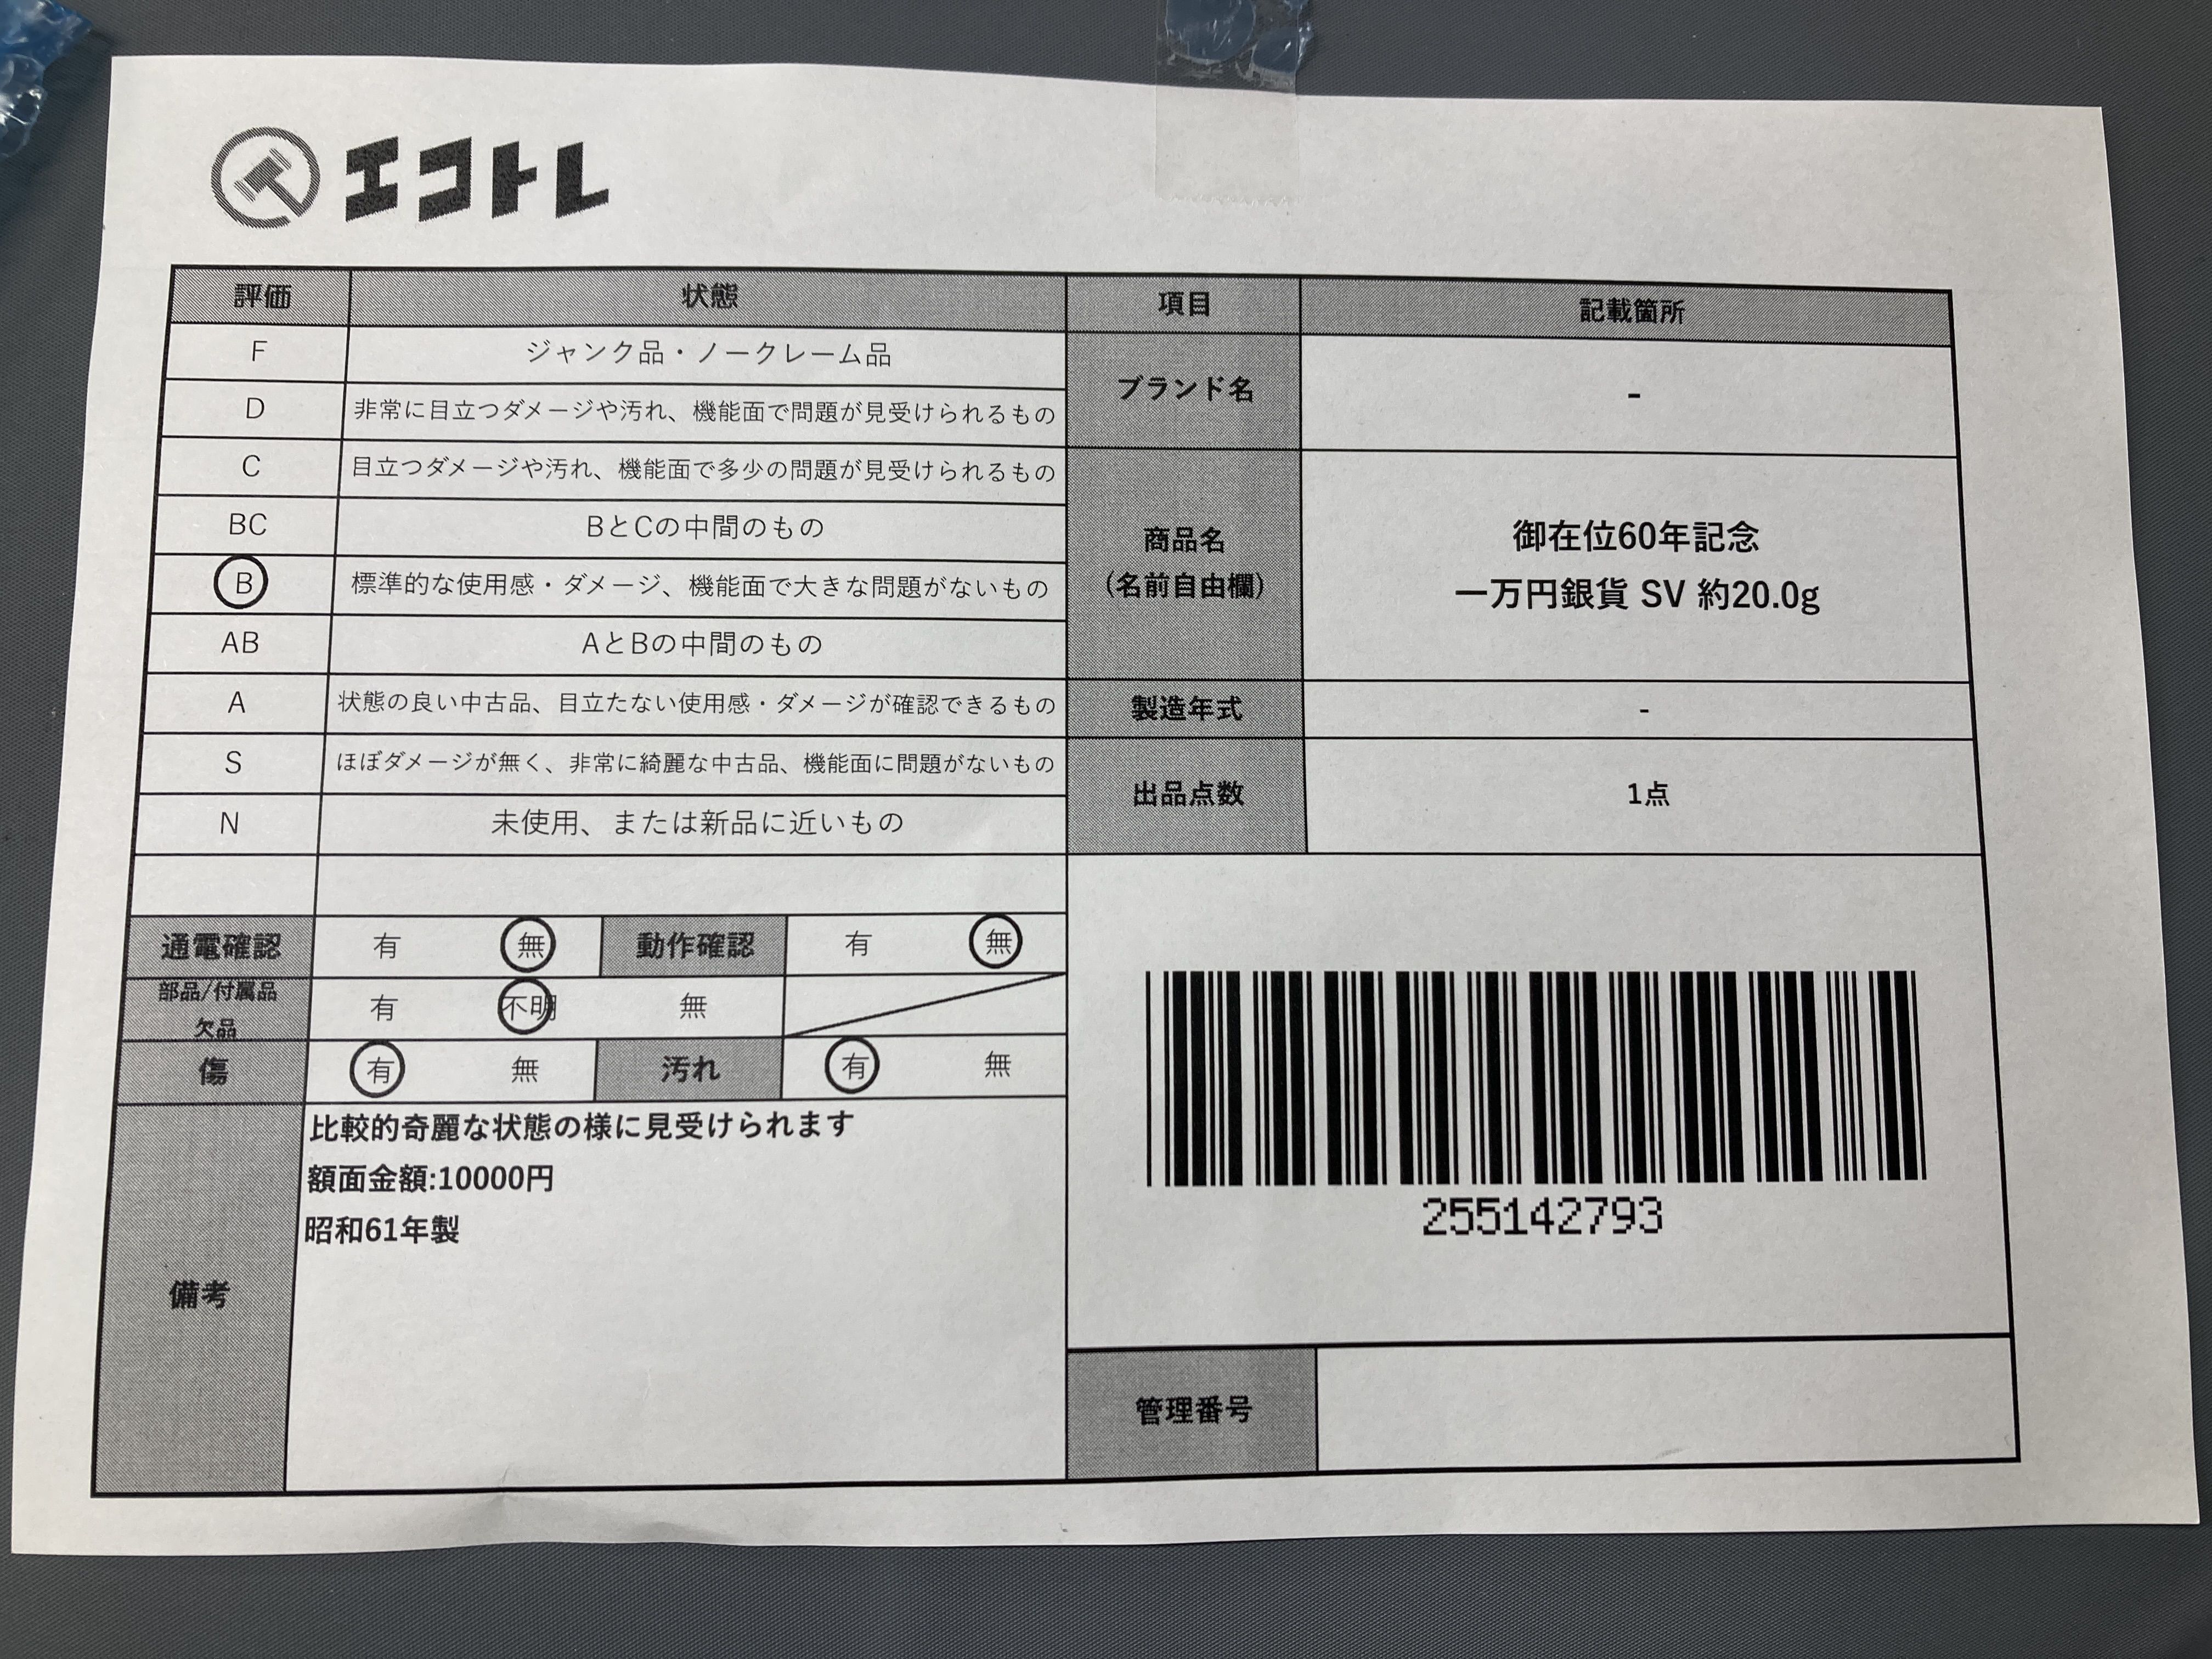 エコトレ
評価 状態 項目 記載箇所
F ジャンク品・ノークレーム品
D 非常に目立つダメージや汚れ、機能面で問題が見受けられるもの
ブランド名 -
C 目立つダメージや汚れ、機能面で多少の問題が見受けられるもの
BC BとCの中間のもの
B 標準的な使用感・ダメージ、機能面で大きな問題がないもの
AB AとBの中間のもの
商品名
(名前自由欄)
御在位60年記念
一万円銀貨 SV 約20.0g
A 状態の良い中古品、目立たない使用感・ダメージが確認できるもの
製造年式 -
S ほぼダメージが無く、非常に綺麗な中古品、機能面に問題がないもの
N 未使用、または新品に近いもの
出品点数 1点
通電確認 有 無 動作確認 有 無
部品/付属品
欠品
有 不明 無
傷 有 無 汚れ 有 無
備考
比較的奇麗な状態の様に見受けられます
額面金額:10000円
昭和61年製
255142793
管理番号